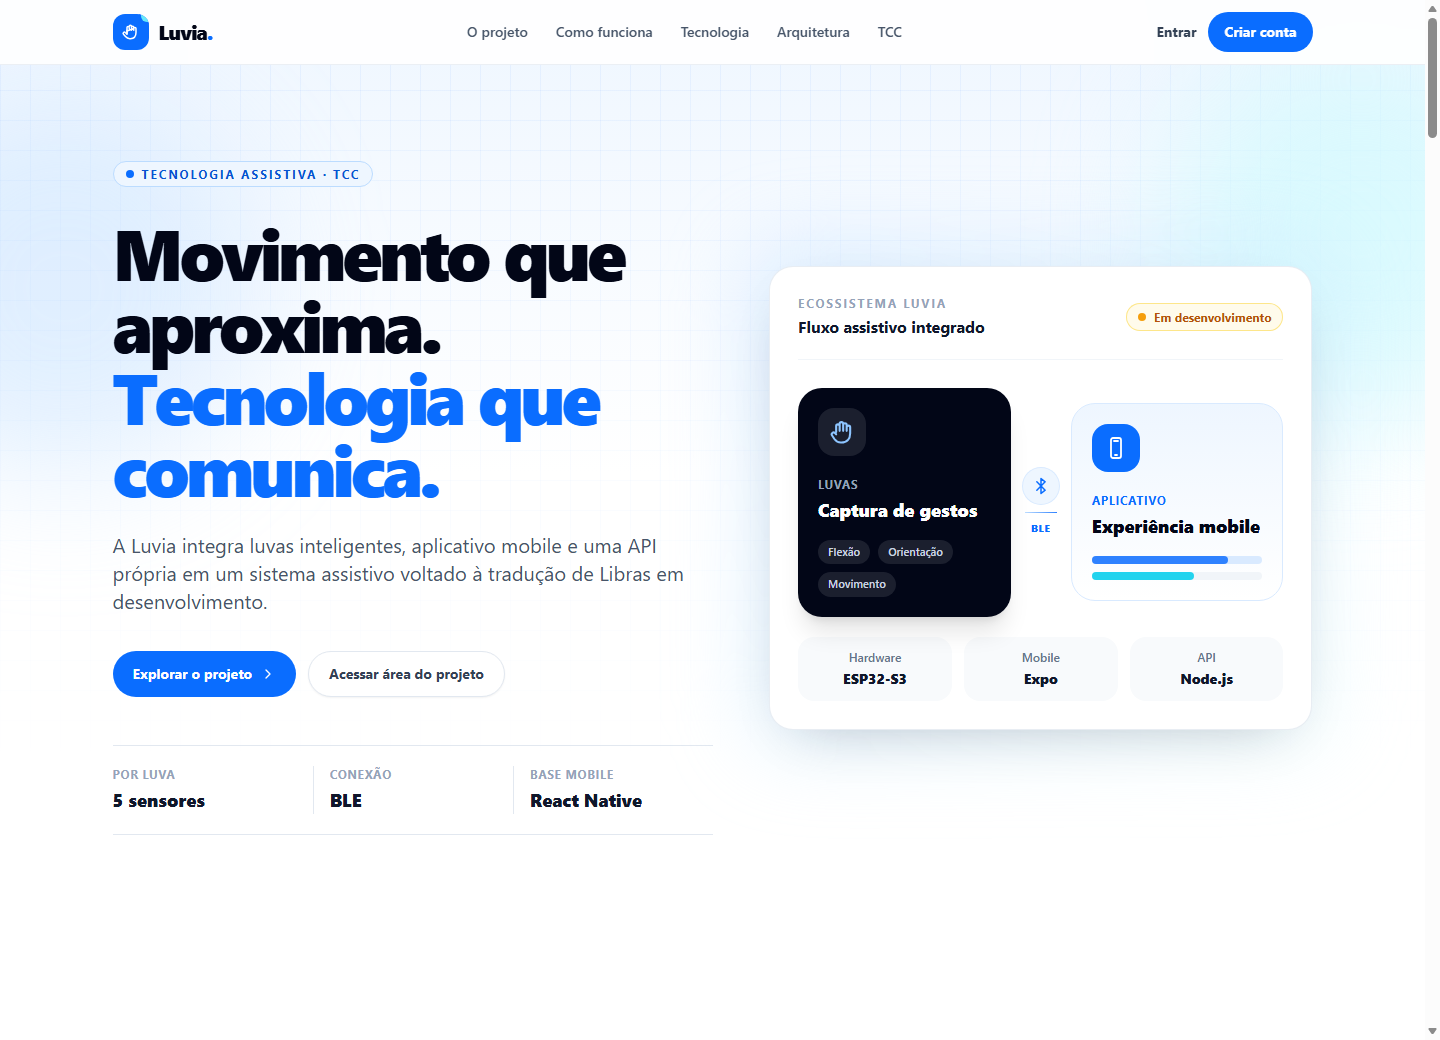 Luvia.
O projeto
Como funciona
Tecnologia
Arquitetura
TCC
Entrar
Criar conta
TECNOLOGIA ASSISTIVA · TCC
Movimento que
aproxima.
Tecnologia que
comunica.
A Luvia integra luvas inteligentes, aplicativo mobile e uma API
própria em um sistema assistivo voltado à tradução de Libras em
desenvolvimento.
Explorar o projeto
Acessar área do projeto
POR LUVA
5 sensores
CONEXÃO
BLE
BASE MOBILE
React Native
ECOSSISTEMA LUVIA
Fluxo assistivo integrado
Em desenvolvimento
LUVAS
Captura de gestos
Flexão
Orientação
Movimento
BLE
APLICATIVO
Experiência mobile
Hardware
ESP32-S3
Mobile
Expo
API
Node.js